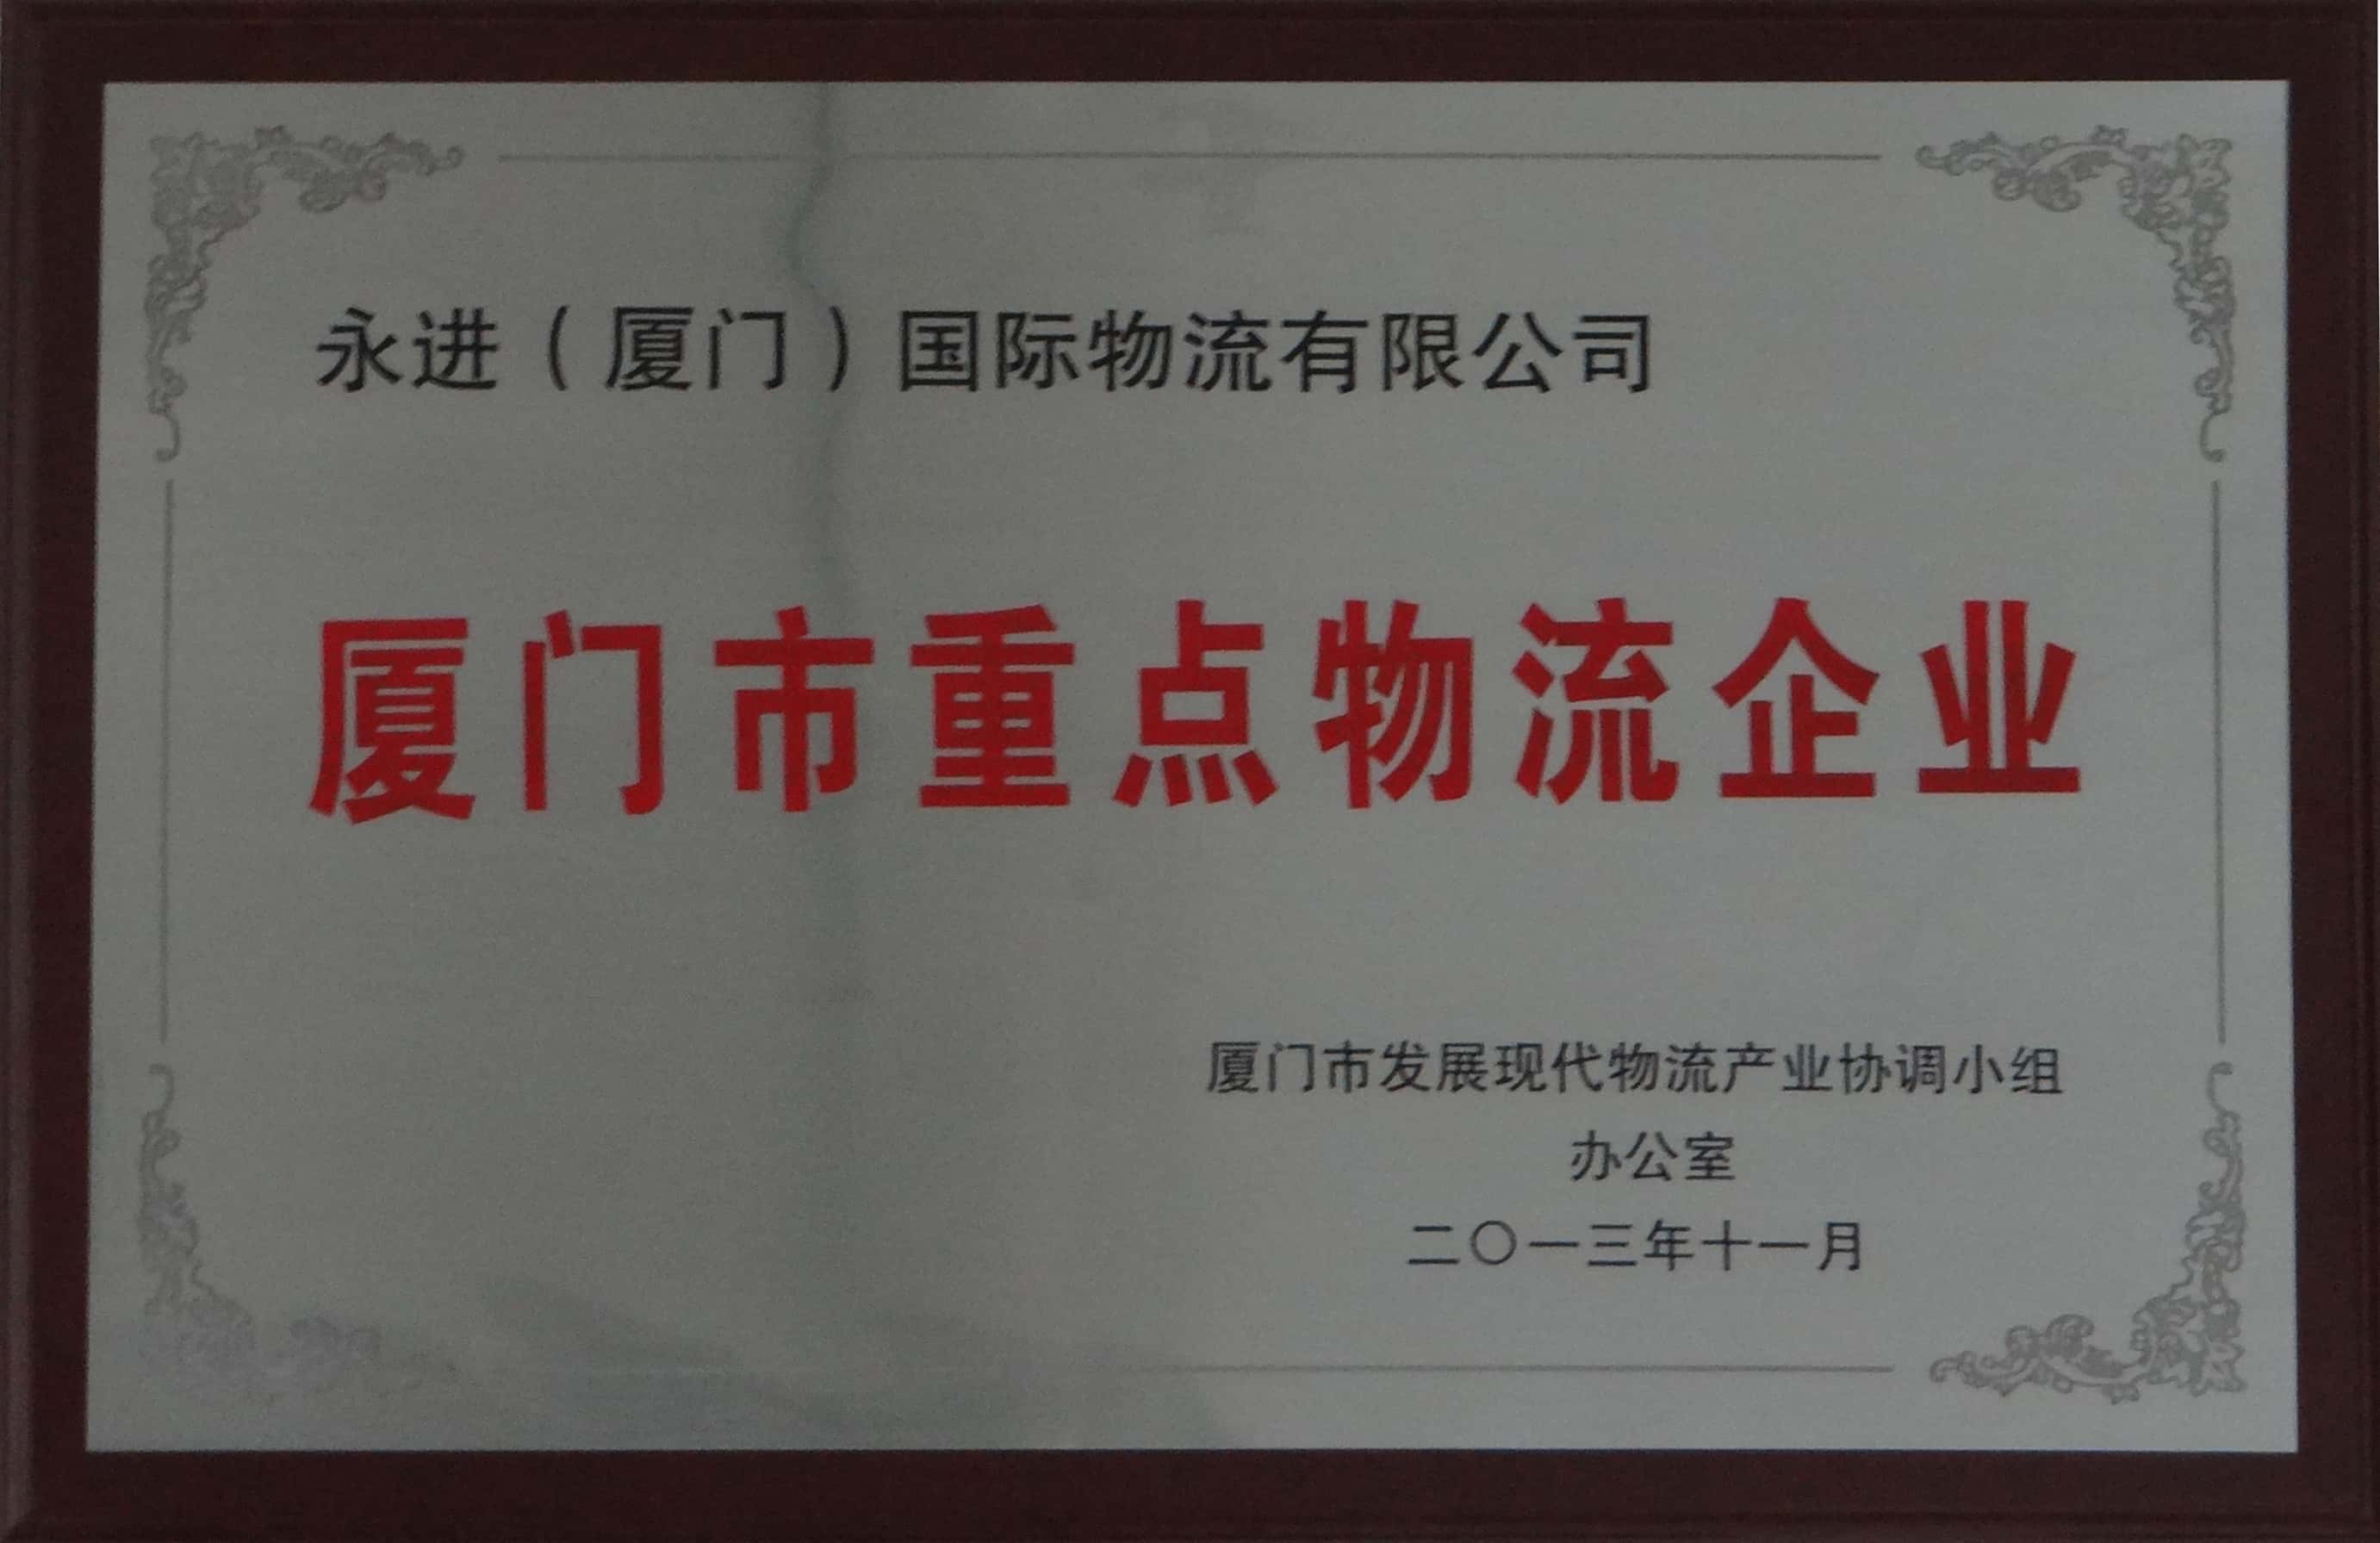 永进（厦门）国际物流有限公司
厦门市重点物流企业
厦门市发展现代物流产业协调小组
办公室
二〇一三年十一月